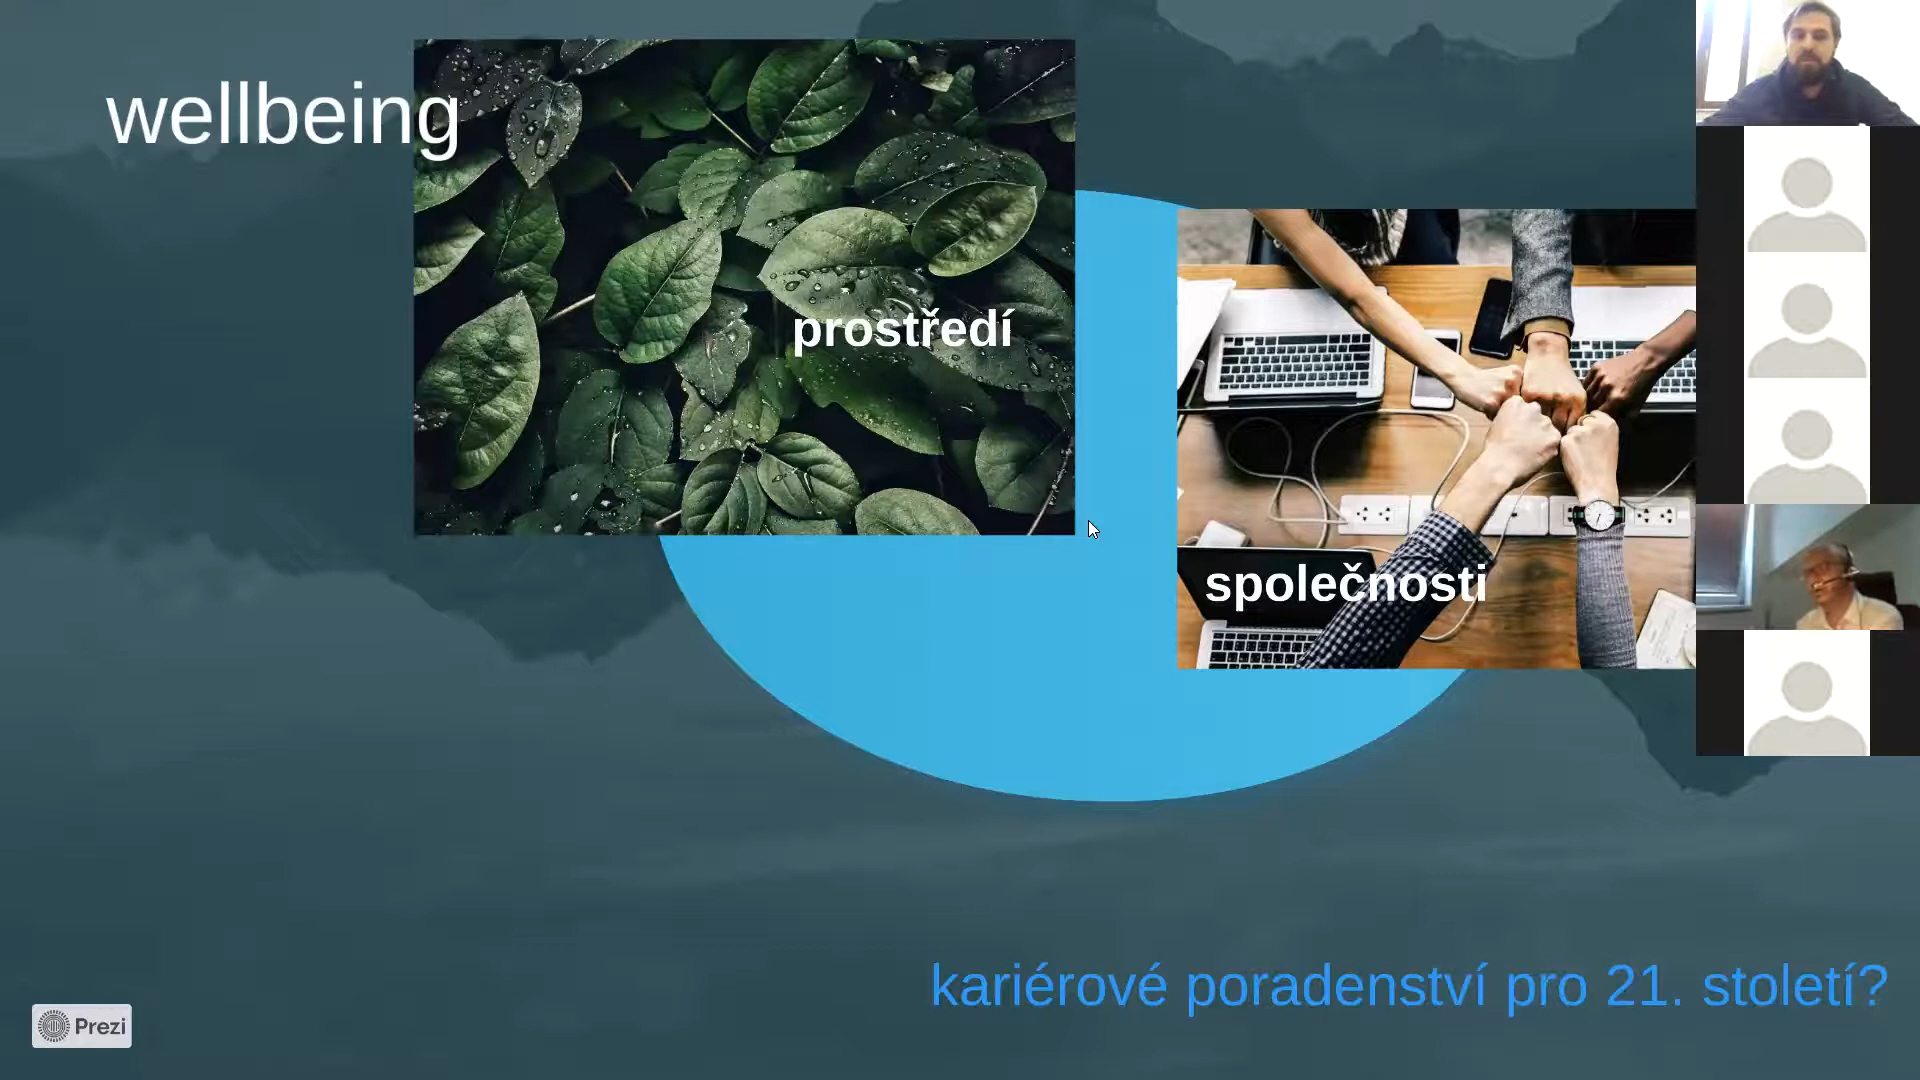 wellbeing
prostředí
společnosti
kariérové poradenství pro 21. století?
Prezi